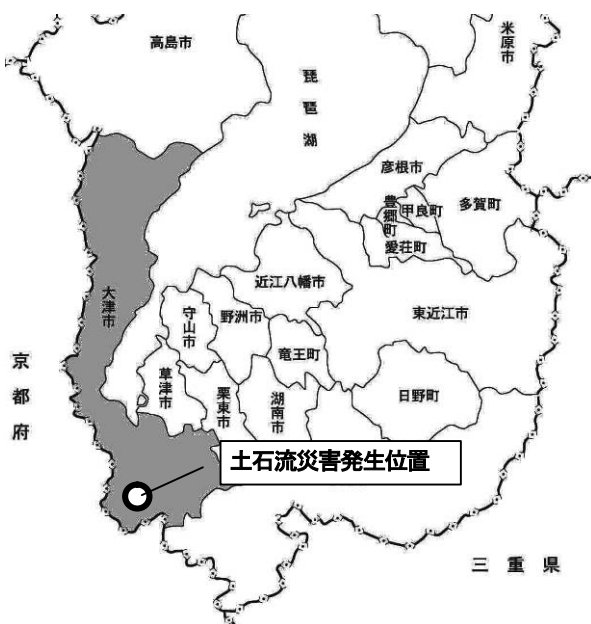 高島市
米原市
琵琶湖
彦根市
多賀町
豊郷町
甲良町
愛荘町
近江八幡市
東近江市
大津市
守山市
野洲市
竜王町
京都府
草津市
栗東市
湖南市
日野町
土石流災害発生位置
三重県